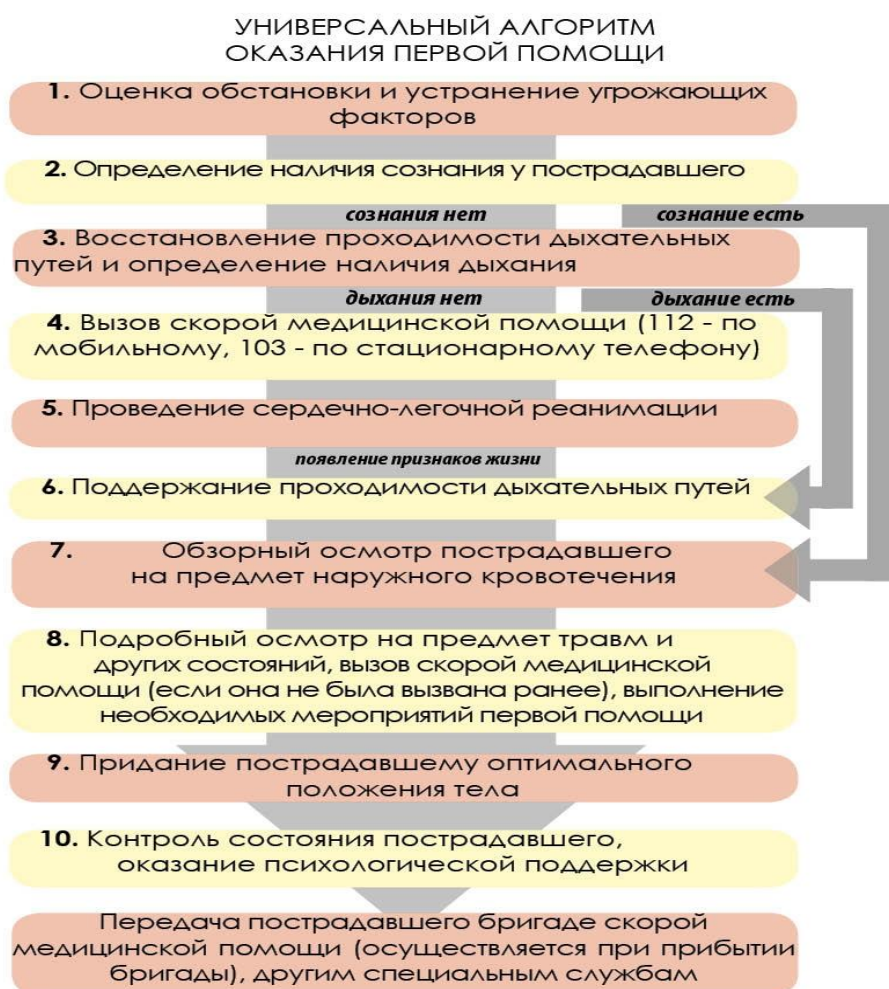 УНИВЕРСАЛЬНЫЙ АЛГОРИТМ
ОКАЗАНИЯ ПЕРВОЙ ПОМОЩИ
1. Оценка обстановки и устранение угрожающих
факторов
2. Определение наличия сознания у пострадавшего
сознания нет
сознание есть
3. Восстановление проходимости дыхательных
путей и определение наличия дыхания
дыхания нет
дыхание есть
4. Вызов скорой медицинской помощи (112 - по
мобильному, 103 - по стационарному телефону)
5. Проведение сердечно-легочной реанимации
появление признаков жизни
6. Поддержание проходимости дыхательных путей
7. Обзорный осмотр пострадавшего
на предмет наружного кровотечения
8. Подробный осмотр на предмет травм и
других состояний, вызов скорой медицинской
помощи (если она не была вызвана ранее), выполнение
необходимых мероприятий первой помощи
9. Придание пострадавшему оптимального
положения тела
10. Контроль состояния пострадавшего,
оказание психологической поддержки
Передача пострадавшего бригаде скорой
медицинской помощи (осуществляется при прибытии
бригады), другим специальным службам